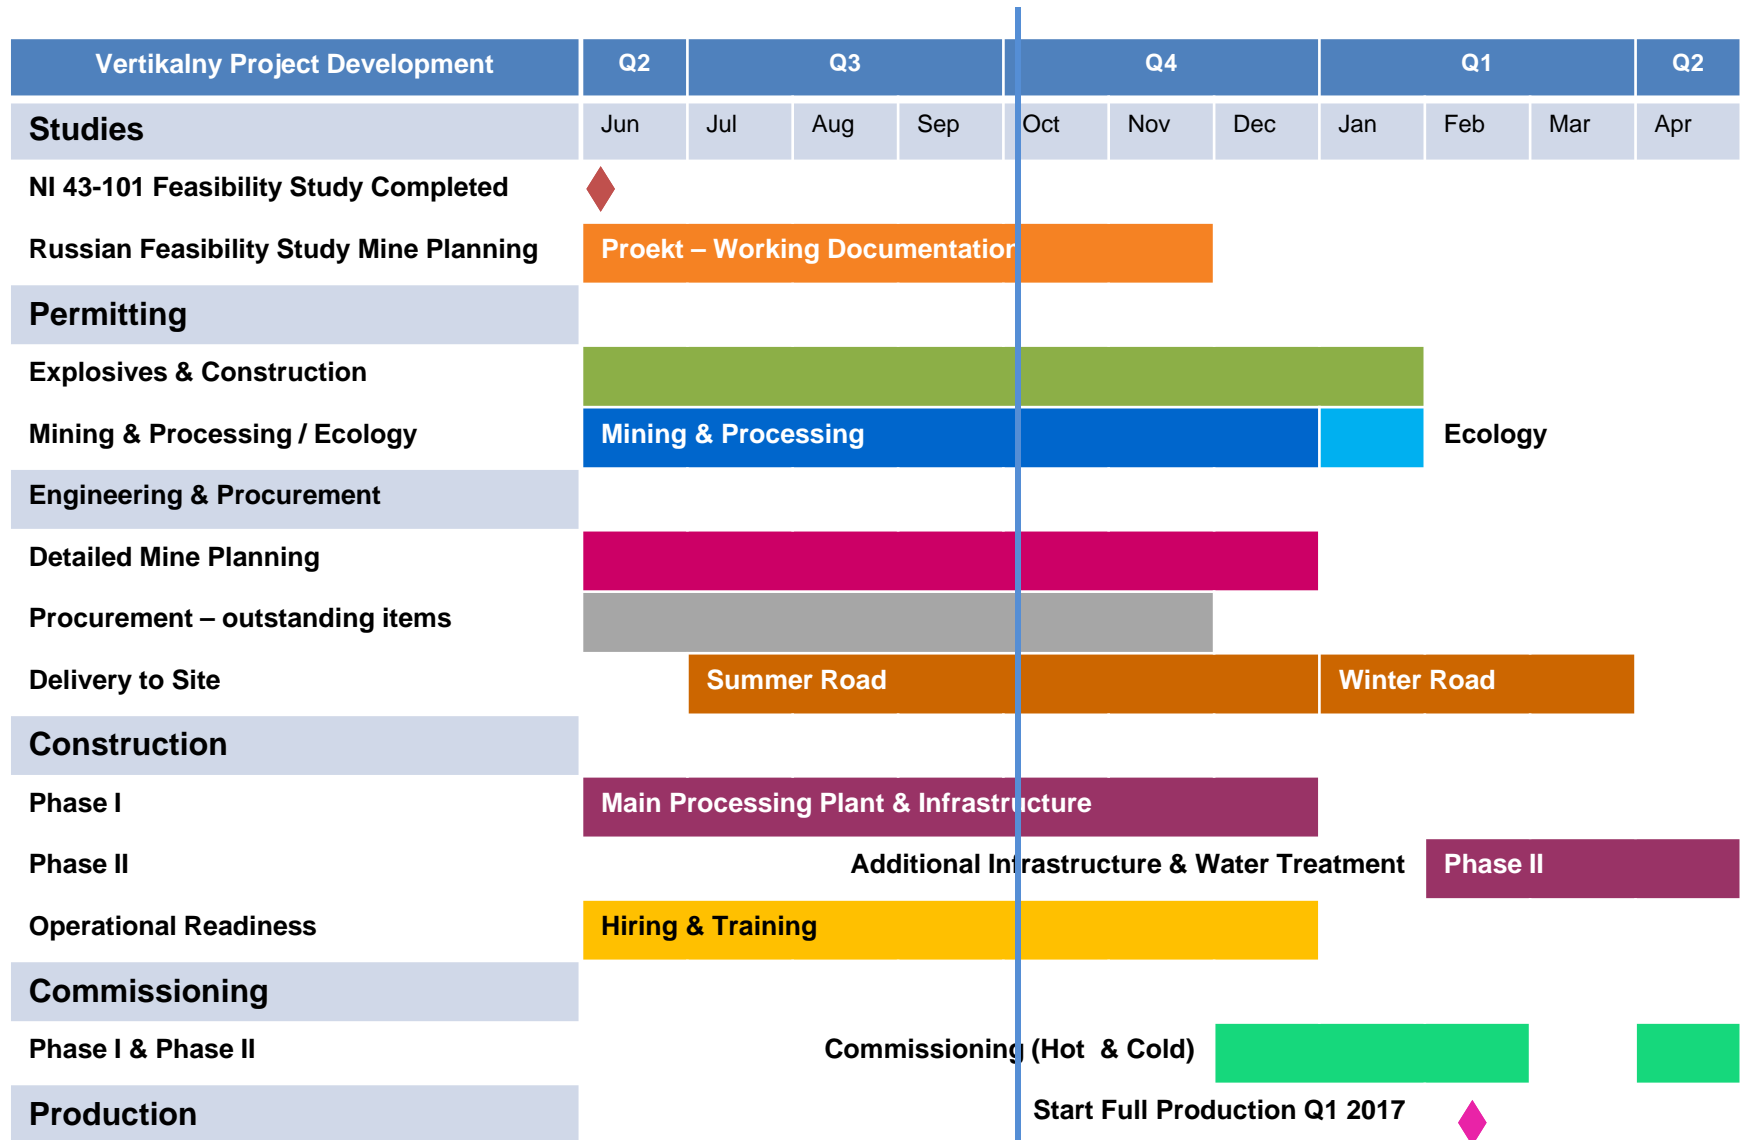 Vertikalny Project Development Q2 Q3 Q4 Q1 Q2
Studies Jun Jul Aug Sep Oct Nov Dec Jan Feb Mar Apr
NI 43-101 Feasibility Study Completed
Russian Feasibility Study Mine Planning Proekt – Working Documentation
Permitting
Explosives & Construction
Mining & Processing / Ecology Mining & Processing Ecology
Engineering & Procurement
Detailed Mine Planning
Procurement – outstanding items
Delivery to Site Summer Road Winter Road
Construction
Phase I Main Processing Plant & Infrastructure
Phase II Additional Infrastructure & Water Treatment Phase II
Operational Readiness Hiring & Training
Commissioning
Phase I & Phase II Commissioning (Hot & Cold)
Production Start Full Production Q1 2017